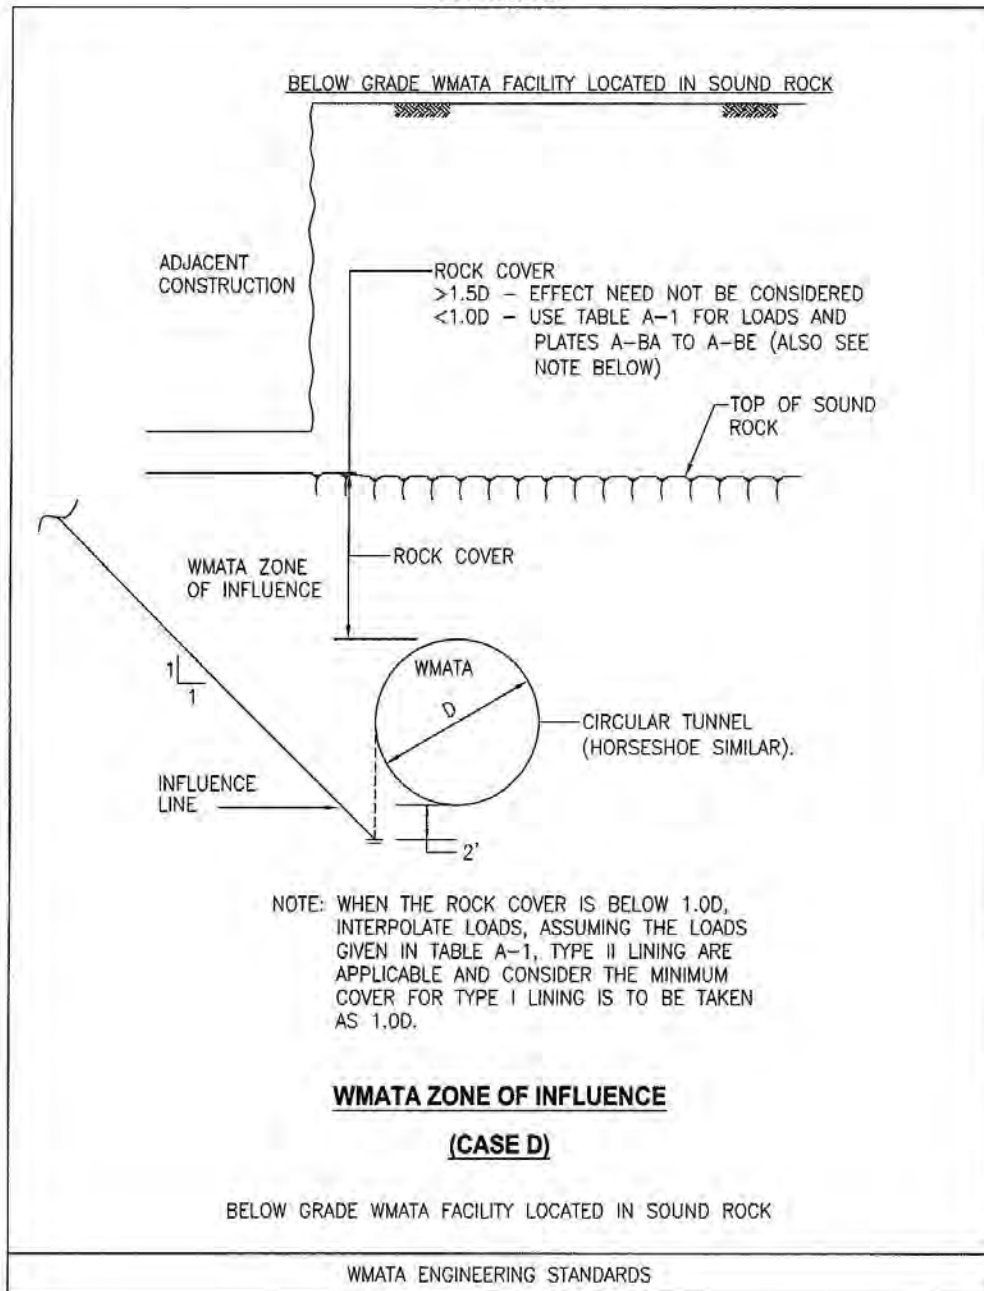 BELOW GRADE WMATA FACILITY LOCATED IN SOUND ROCK
ADJACENT
CONSTRUCTION
ROCK COVER
>1.5D – EFFECT NEED NOT BE CONSIDERED
<1.0D – USE TABLE A–1 FOR LOADS AND
PLATES A–BA TO A–BE (ALSO SEE
NOTE BELOW)
TOP OF SOUND
ROCK
ROCK COVER
WMATA ZONE
OF INFLUENCE
WMATA
D
1
1
CIRCULAR TUNNEL
(HORSESHOE SIMILAR).
INFLUENCE
LINE
2'
NOTE: WHEN THE ROCK COVER IS BELOW 1.0D,
INTERPOLATE LOADS, ASSUMING THE LOADS
GIVEN IN TABLE A–1, TYPE II LINING ARE
APPLICABLE AND CONSIDER THE MINIMUM
COVER FOR TYPE I LINING IS TO BE TAKEN
AS 1.0D.
WMATA ZONE OF INFLUENCE
(CASE D)
BELOW GRADE WMATA FACILITY LOCATED IN SOUND ROCK
WMATA ENGINEERING STANDARDS